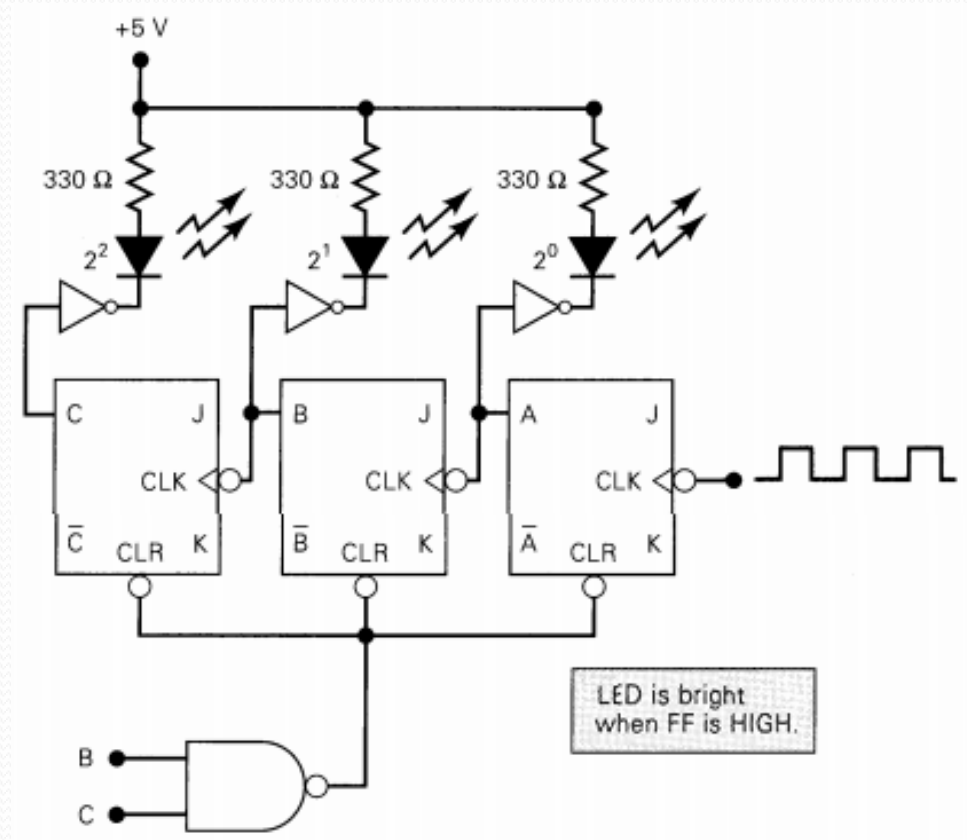 +5 V
330 Ω 330 Ω 330 Ω
2² 2¹ 2⁰
C J B J A J
CLK CLK CLK
C̅ CLR K B̅ CLR K A̅ CLR K
LED is bright
when FF is HIGH.
B
C